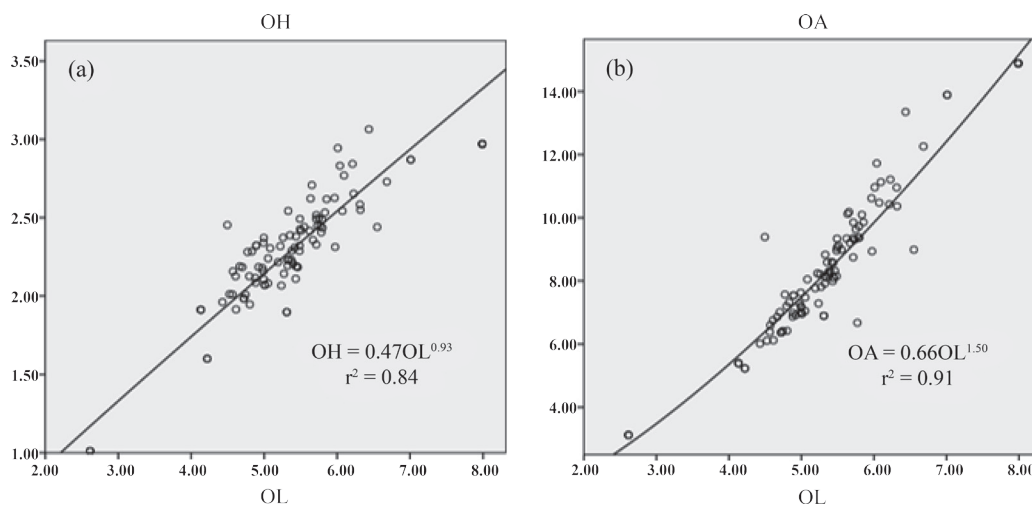 OH
(a)
3.50
3.00
2.50
2.00
1.50
1.00
OH = 0.47OL^0.93
r² = 0.84
2.00 3.00 4.00 5.00 6.00 7.00 8.00
OL
OA
(b)
14.00
12.00
10.00
8.00
6.00
4.00
OA = 0.66OL^1.50
r² = 0.91
2.00 3.00 4.00 5.00 6.00 7.00 8.00
OL